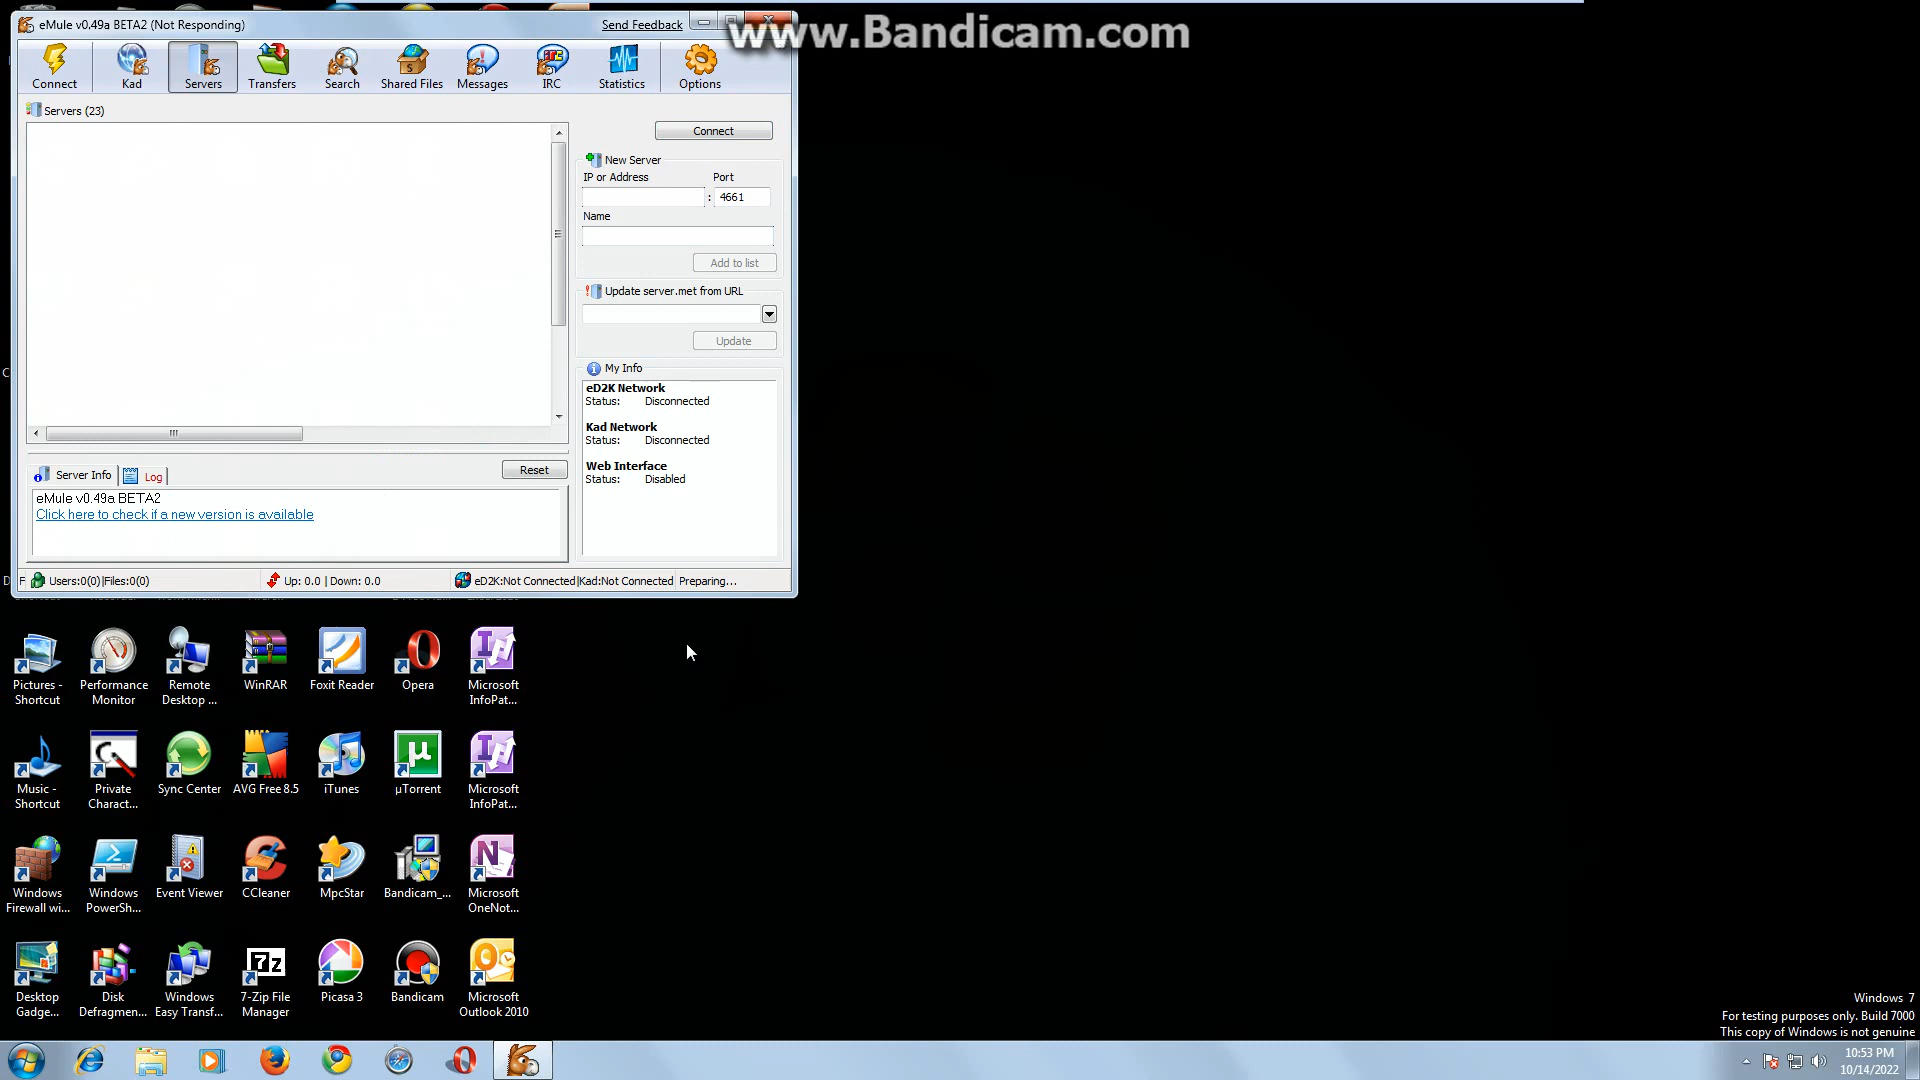 eMule v0.49a BETA2 (Not Responding)
Send Feedback
www.Bandicam.com
Connect
Kad
Servers
Transfers
Search
Shared Files
Messages
IRC
Statistics
Options
Servers (23)
Connect
New Server
IP or Address
Port
: 4661
Name
Add to list
Update server.met from URL
Update
My Info
eD2K Network
Status: Disconnected
Kad Network
Status: Disconnected
Web Interface
Status: Disabled
Server Info
Log
Reset
eMule v0.49a BETA2
Click here to check if a new version is available
F
Users:0(0)|Files:0(0)
Up: 0.0 | Down: 0.0
eD2K:Not Connected|Kad:Not Connected
Preparing...
Pictures -
Shortcut
Performance
Monitor
Remote
Desktop ...
WinRAR
Foxit Reader
Opera
Microsoft
InfoPat...
Music -
Shortcut
Private
Charact...
Sync Center
AVG Free 8.5
iTunes
µTorrent
Microsoft
InfoPat...
Windows
Firewall wi...
Windows
PowerSh...
Event Viewer
CCleaner
MpcStar
Bandicam_...
Microsoft
OneNot...
Desktop
Gadge...
Disk
Defragmen...
Windows
Easy Transf...
7-Zip File
Manager
Picasa 3
Bandicam
Microsoft
Outlook 2010
Windows 7
For testing purposes only. Build 7000
This copy of Windows is not genuine
10:53 PM
10/14/2022